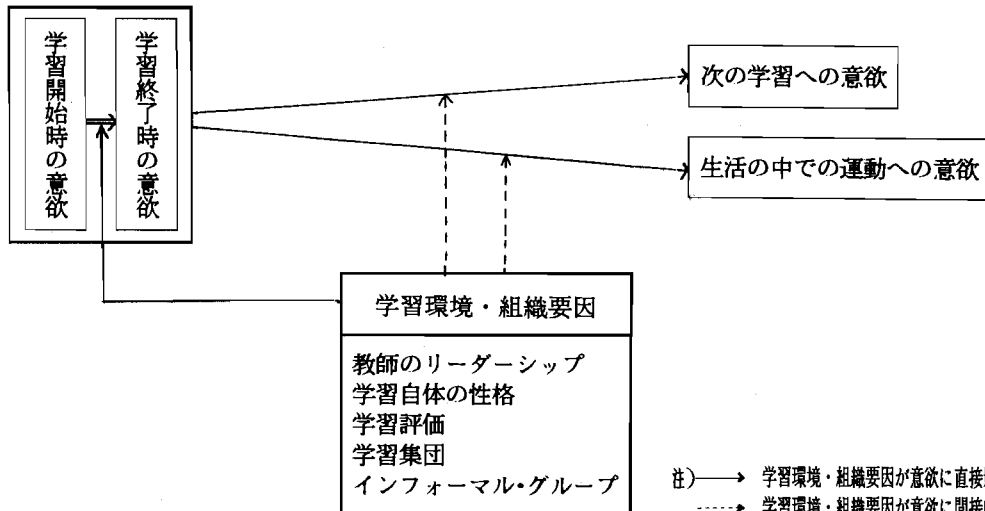 学習開始時の意欲
学習終了時の意欲
次の学習への意欲
生活の中での運動への意欲
学習環境・組織要因
教師のリーダーシップ
学習自体の性格
学習評価
学習集団
インフォーマル・グループ
注)──→ 学習環境・組織要因が意欲に直接
-----→ 学習環境・組織要因が意欲に間接